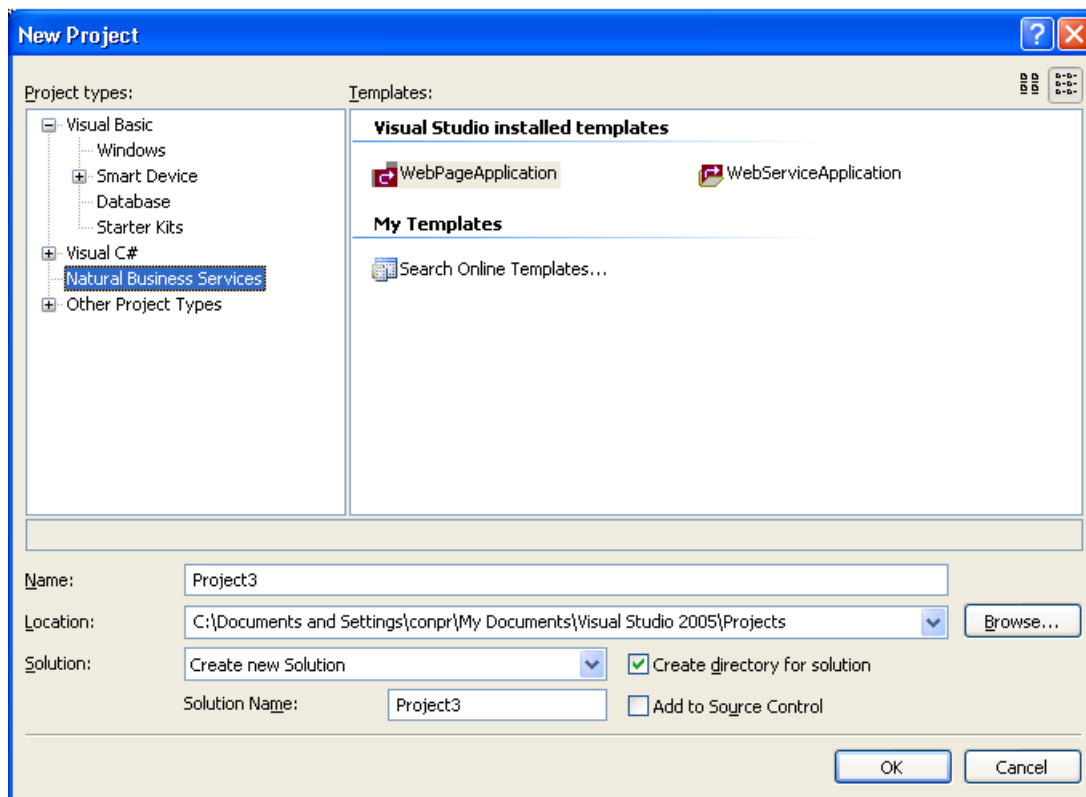 New Project
Project types:
Templates:
Visual Basic
Windows
Smart Device
Database
Starter Kits
Visual C#
Natural Business Services
Other Project Types
Visual Studio installed templates
WebPageApplication
WebServiceApplication
My Templates
Search Online Templates...
Name:
Project3
Location:
C:\Documents and Settings\conpr\My Documents\Visual Studio 2005\Projects
Browse...
Solution:
Create new Solution
Create directory for solution
Solution Name:
Project3
Add to Source Control
OK
Cancel